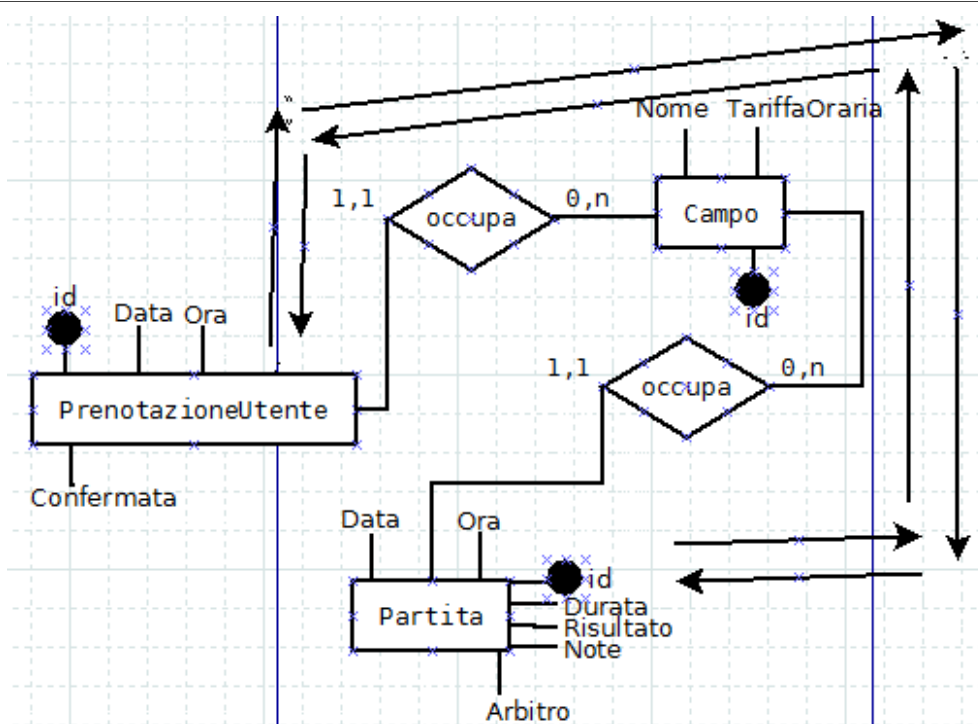 Nome TariffaOraria
1,1
occupa
0,n
Campo
id
id
Data Ora
PrenotazioneUtente
Confermata
1,1
occupa
0,n
Data
Ora
id
Partita
Durata
Risultato
Note
Arbitro